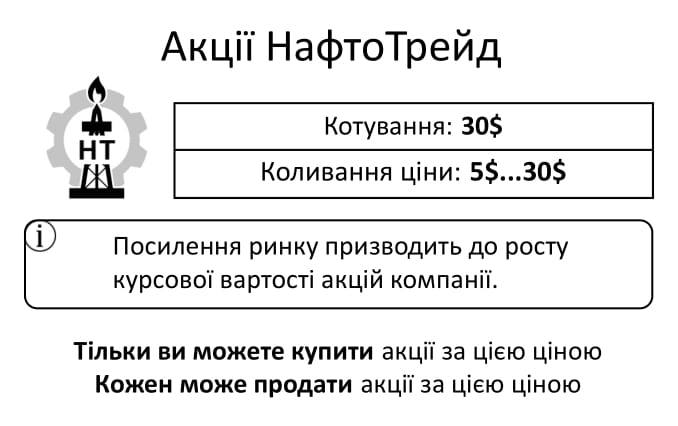 Акції НафтоТрейд
НТ
Котування: 30$
Коливання ціни: 5$...30$
i
Посилення ринку призводить до росту
курсової вартості акцій компанії.
Тільки ви можете купити акції за цією ціною
Кожен може продати акції за цією ціною